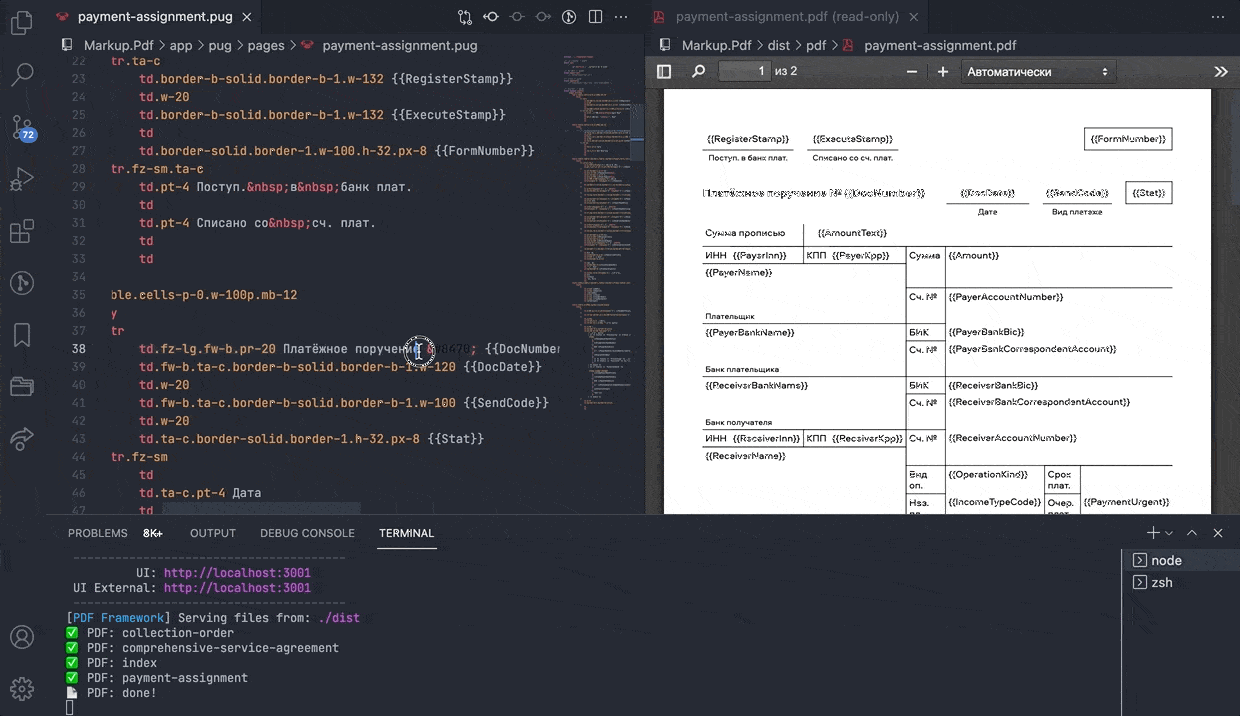 payment-assignment.pug
Markup.Pdf > app > pug > pages > payment-assignment.pug
22 tr.ta-c
23 td.border-b-solid.border-b-1.w-132 {{RegisterStamp}}
24 td.w-20
25 td.border-b-solid.border-b-1.w-132 {{ExecuteStamp}}
26 td
27 td.border-solid.border-1.w-100.h-32.px-8 {{FormNumber}}
28 tr.fz-sm.ta-c
29 td.pt-4 Поступ.&nbsp;в&nbsp;банк плат.
30 td
31 td.pt-4 Списано со&nbsp;сч. плат.
32 td
33 td
34
35 ble.cells-p-0.w-100p.mb-12
36 y
37 tr
38 td.fz-lg.fw-b.pr-20 Платёжное поручени ; {{DocNumber
39 td.fw-b.ta-c.border-b-solid.border-b-1.w-120 {{DocDate}}
40 td.w-20
41 td.fw-b.ta-c.border-b-solid.border-b-1.w-100 {{SendCode}}
42 td.w-20
43 td.ta-c.border-solid.border-1.h-32.px-8 {{Stat}}
44 tr.fz-sm
45 td
46 td.ta-c.pt-4 Дата
47 td
72
payment-assignment.pdf (read-only)
Markup.Pdf > dist > pdf > payment-assignment.pdf
1 из 2
Автоматически
{{RegisterStamp}} {{ExecuteStamp}} {{FormNumber}}
Поступ. в банк плат. Списано со сч. плат.
Платёжное поручение № {{DocNumber}} {{DocDate}} {{SendCode}} {{Stat}}
Дата Вид платежа
Сумма прописью {{AmountText}}
ИНН {{PayerInn}} КПП {{PayerKpp}} Сумма {{Amount}}
{{PayerName}}
Сч. № {{PayerAccountNumber}}
Плательщик
{{PayerBankName}} БИК {{PayerBankBic}}
Сч. № {{PayerBankCorrespondentAccount}}
Банк плательщика
{{ReceiverBankName}} БИК {{ReceiverBankBic}}
Сч. № {{ReceiverBankCorrespondentAccount}}
Банк получателя
ИНН {{ReceiverInn}} КПП {{ReceiverKpp}} Сч. № {{ReceiverAccountNumber}}
{{ReceiverName}}
Вид оп. {{OperationKind}} Срок плат.
Наз. {{IncomeTypeCode}} Очер. {{PaymentUrgent}}
PROBLEMS 8K+ OUTPUT DEBUG CONSOLE TERMINAL
UI: http://localhost:3001
UI External: http://localhost:3001
[PDF Framework] Serving files from: ./dist
✅ PDF: collection-order
✅ PDF: comprehensive-service-agreement
✅ PDF: index
✅ PDF: payment-assignment
PDF: done!
node
zsh